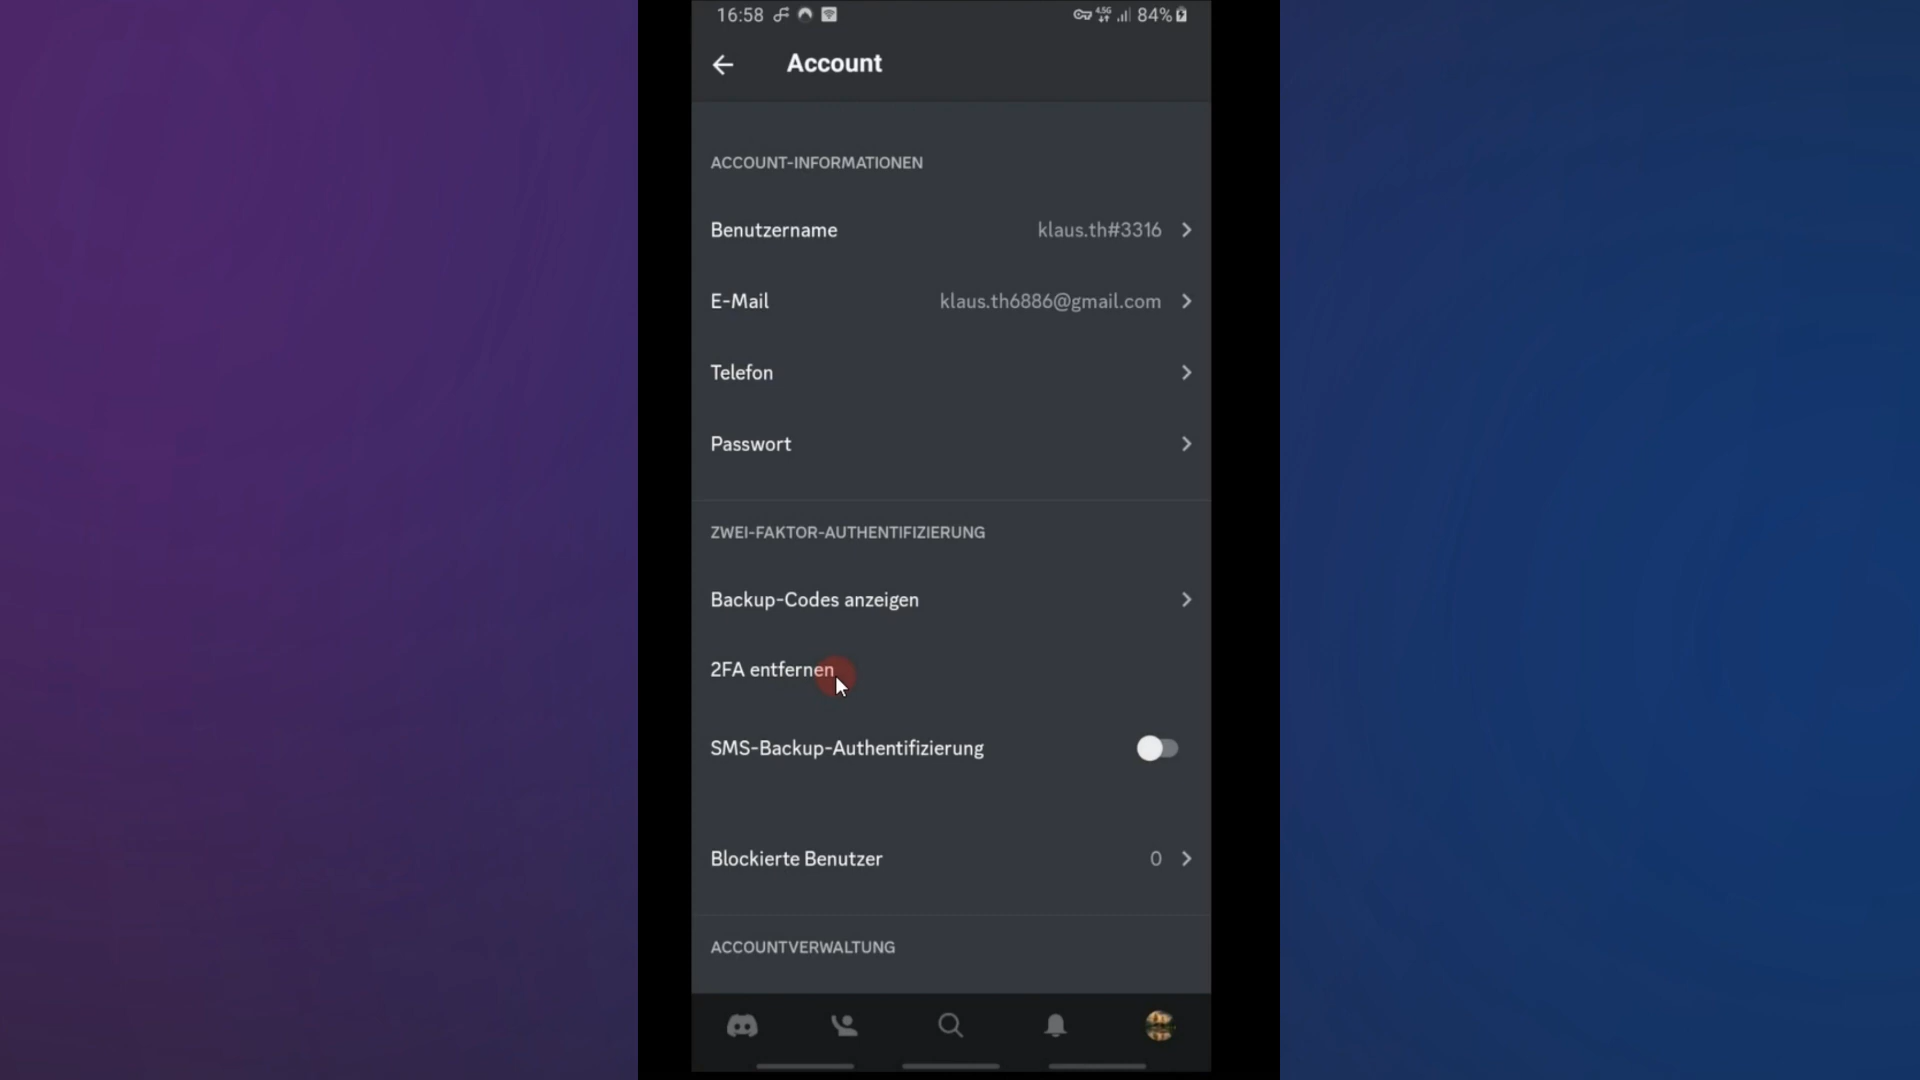 16:58 84%
Account
ACCOUNT-INFORMATIONEN
Benutzername klaus.th#3316
E-Mail klaus.th6886@gmail.com
Telefon
Passwort
ZWEI-FAKTOR-AUTHENTIFIZIERUNG
Backup-Codes anzeigen
2FA entfernen
SMS-Backup-Authentifizierung
Blockierte Benutzer 0
ACCOUNTVERWALTUNG